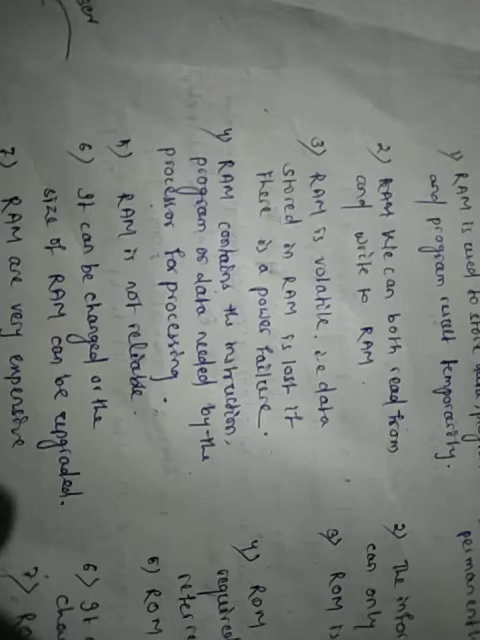 1) RAM is used to store data,
and program result temporarily.
2) RAM We can both read from
and write to RAM.
3) RAM is volatile. i.e data
stored in RAM is lost if
there is a power failure.
4) RAM contains the instruction,
program or data needed by the
processor for processing.
5) RAM is not reliable.
6) It can be changed or the
size of RAM can be upgraded.
7) RAM are very expensive
2) The
can only
3) ROM is
4) ROM
5) ROM
6) It
7)